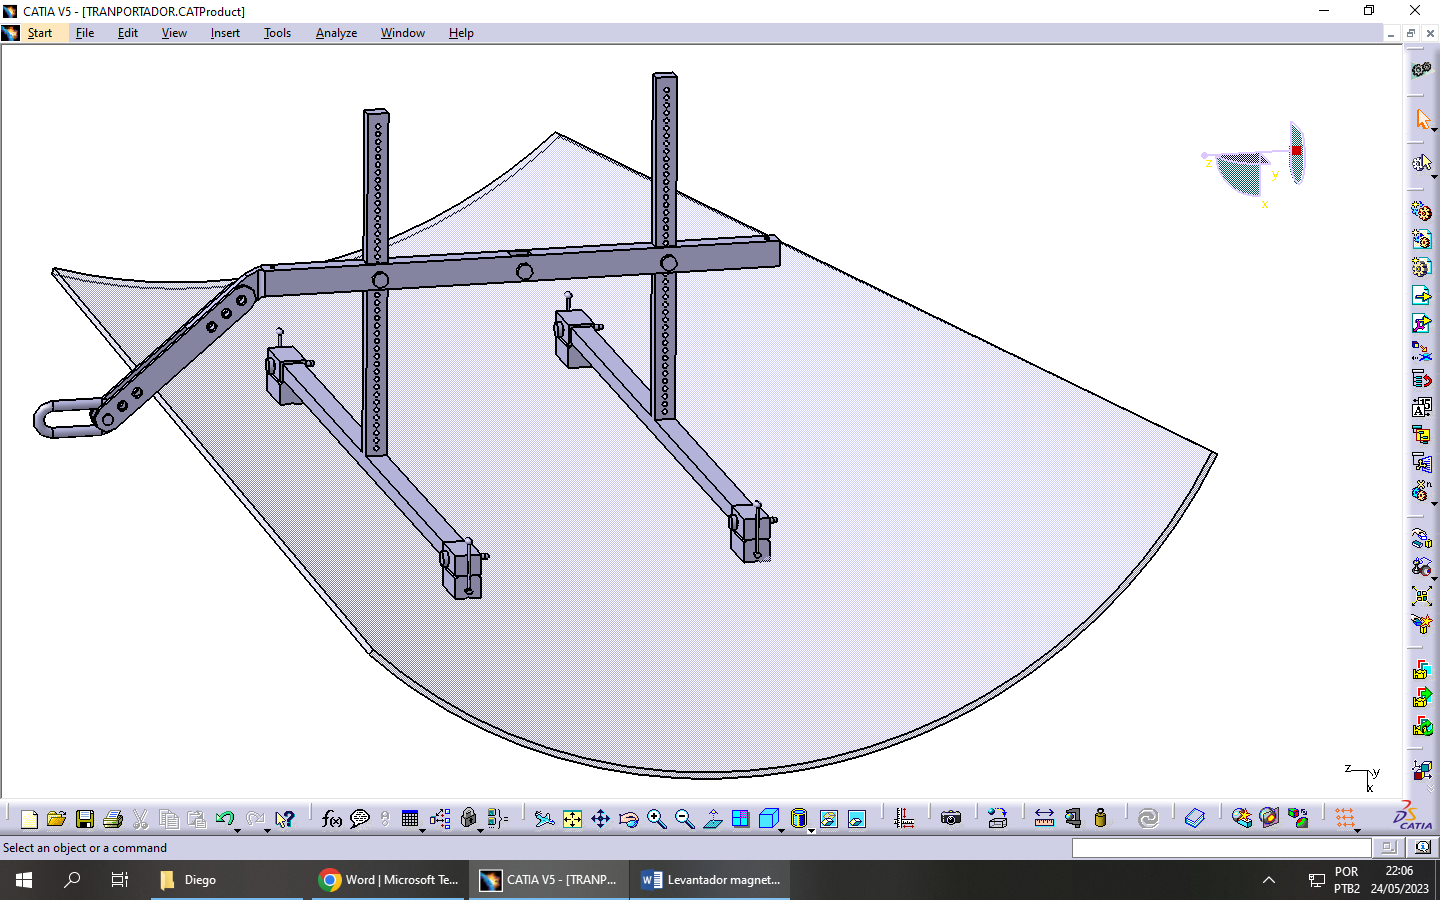 CATIA V5 - [TRANPORTADOR.CATProduct]
Start File Edit View Insert Tools Analyze Window Help
z
y
x
z
y
x
f(x)
CATIA
Select an object or a command
Diego
Word | Microsoft Te...
CATIA V5 - [TRANP...
Levantador magnet...
POR
PTB2
22:06
24/05/2023